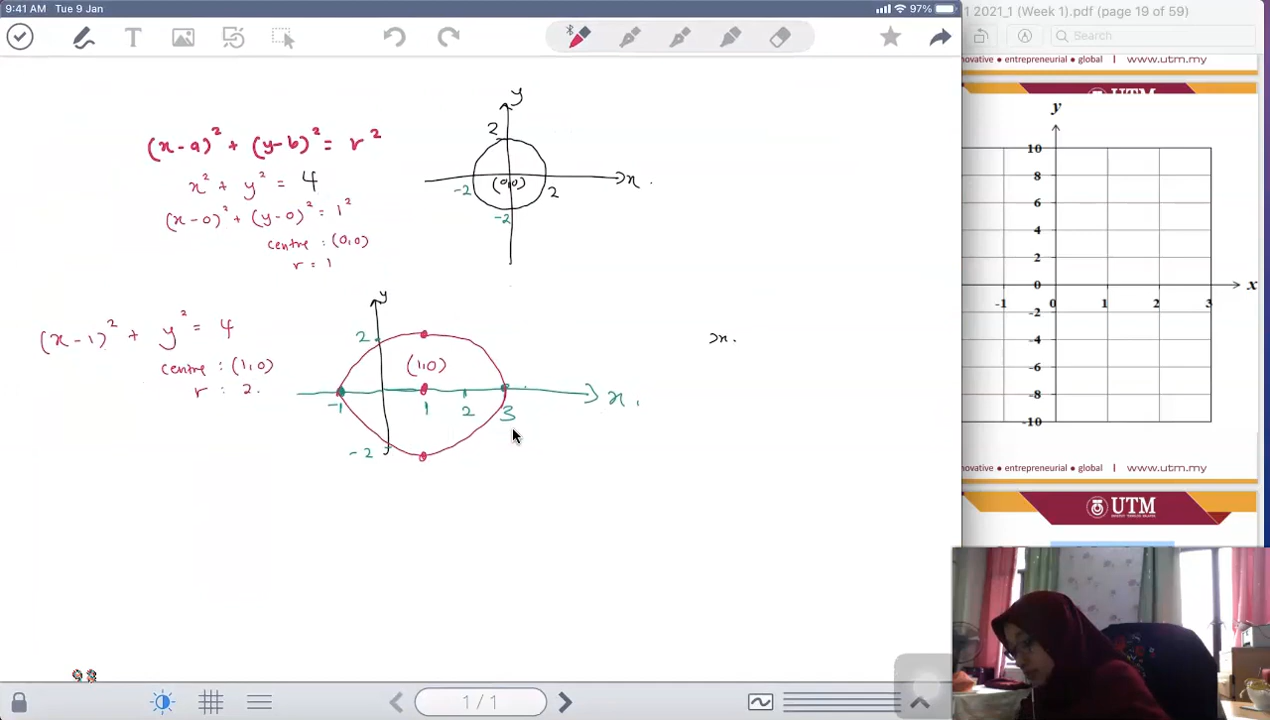 9:41 AM Tue 9 Jan
97%
1 2021_1 (Week 1).pdf (page 19 of 59)
Search
novative • entrepreneurial • global | www.utm.my
(x-a)² + (y-b)² = r²
x² + y² = 4
(x-0)² + (y-0)² = 1²
centre : (0,0)
r = 1
y
2
-2
(0,0)
2
x.
-2
(x-1)² + y² = 4
centre : (1,0)
r : 2.
y
2
(1,0)
-1
1
2
3
x.
-2
x.
y
10
8
6
4
2
0
-2
-4
-6
-8
-10
-1
0
1
2
3
x
ovative • entrepreneurial • global | www.utm.my
UTM
1 / 1